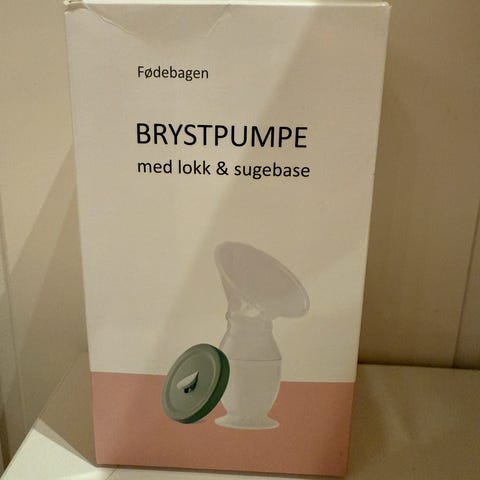 Fødebagen
BRYSTPUMPE
med lokk & sugebase